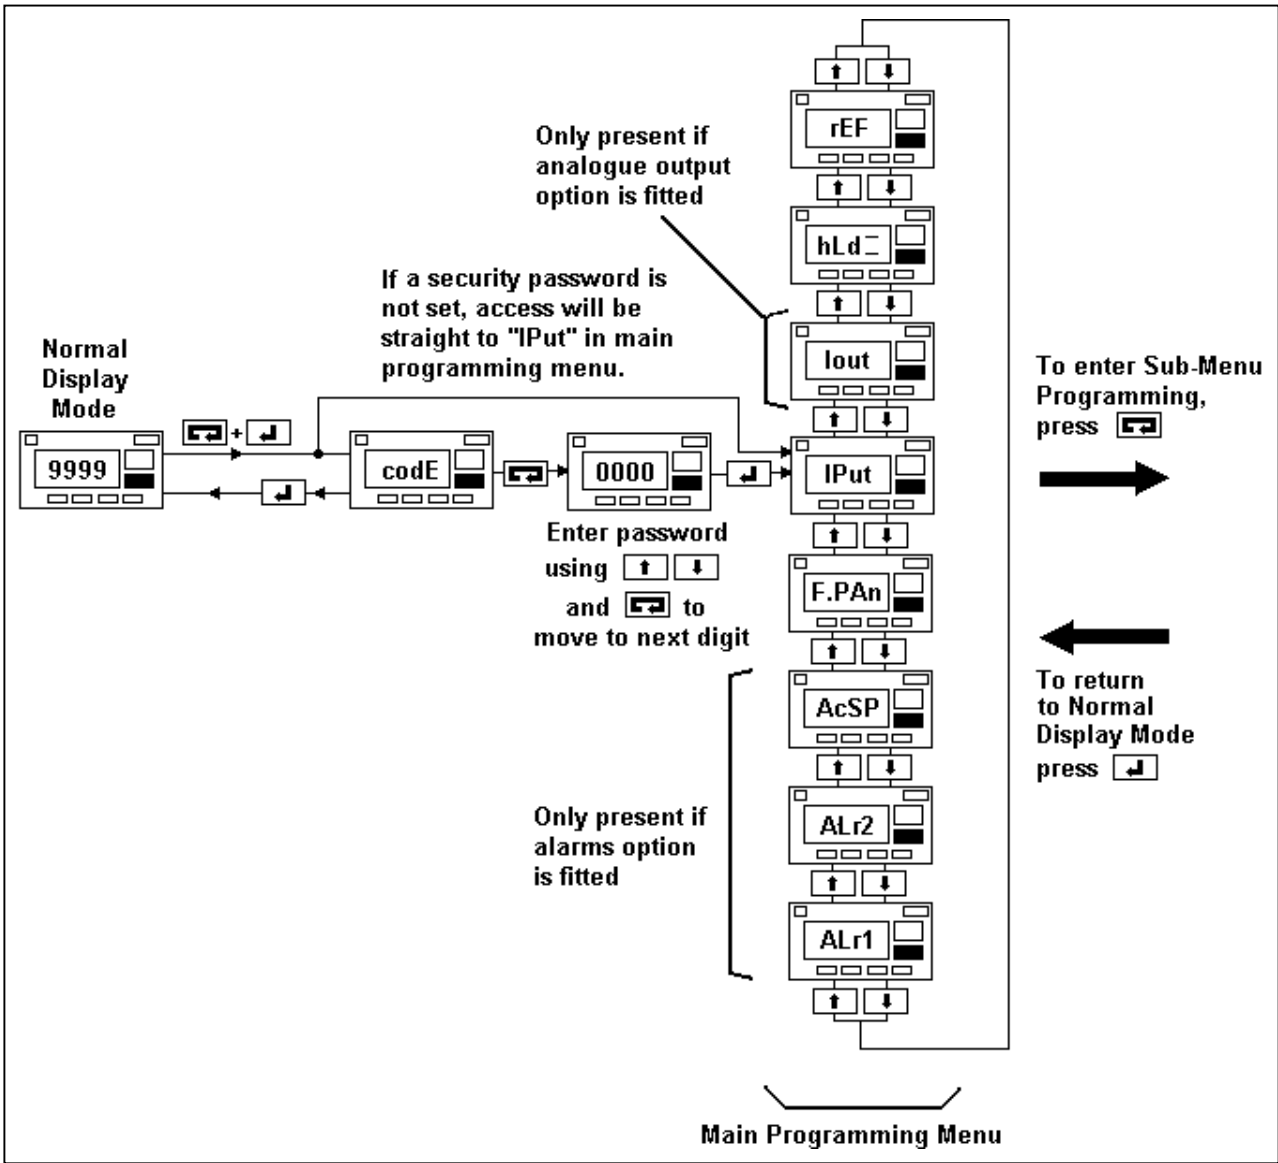 rEF
Only present if
analogue output
option is fitted
hLd
If a security password is
not set, access will be
straight to "IPut" in main
programming menu.
Iout
Normal
Display
Mode
To enter Sub-Menu
Programming,
press
9999
+
codE
0000
IPut
Enter password
using
and to
move to next digit
F.PAn
To return
to Normal
Display Mode
press
AcSP
Only present if
alarms option
is fitted
ALr2
ALr1
Main Programming Menu